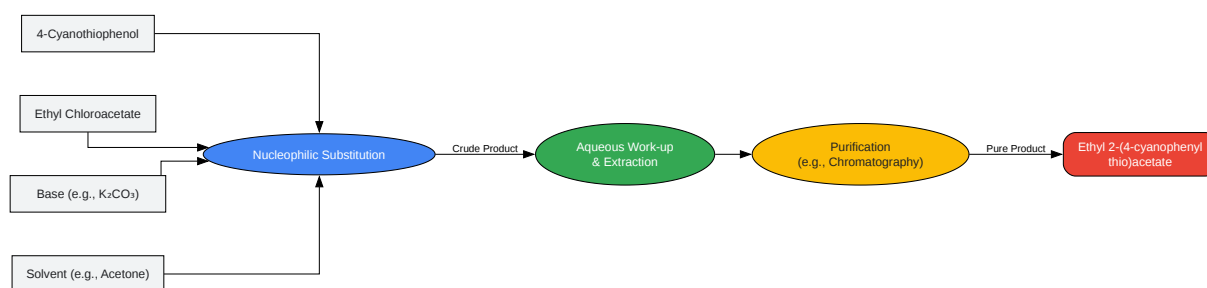 4-Cyanothiophenol
Ethyl Chloroacetate
Base (e.g., K₂CO₃)
Solvent (e.g., Acetone)
Nucleophilic Substitution
Crude Product
Aqueous Work-up
& Extraction
Purification
(e.g., Chromatography)
Pure Product
Ethyl 2-(4-cyanophenyl
thio)acetate